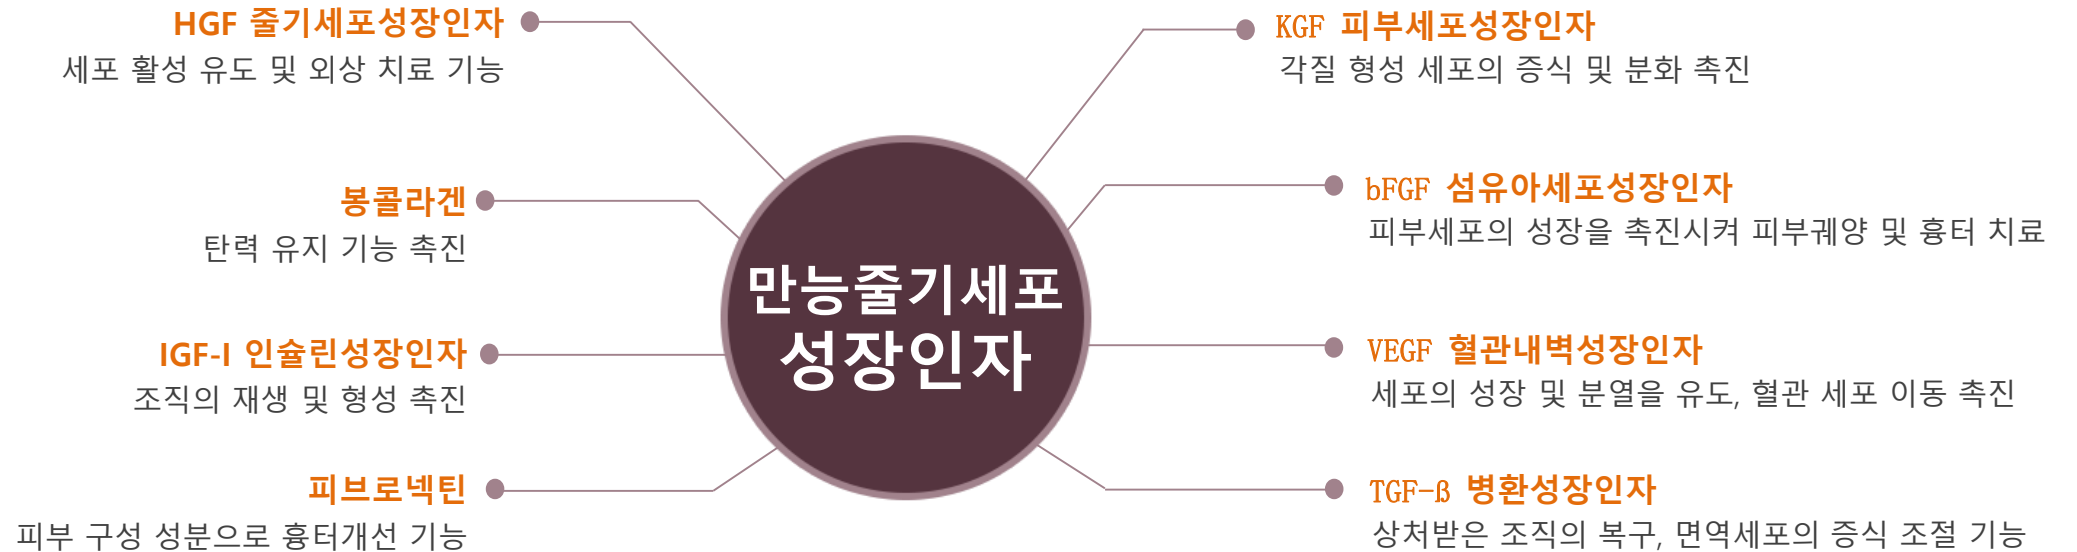 HGF 줄기세포성장인자
세포 활성 유도 및 외상 치료 기능
봉콜라겐
탄력 유지 기능 촉진
IGF-I 인슐린성장인자
조직의 재생 및 형성 촉진
피브로넥틴
피부 구성 성분으로 흉터개선 기능
만능줄기세포
성장인자
KGF 피부세포성장인자
각질 형성 세포의 증식 및 분화 촉진
bFGF 섬유아세포성장인자
피부세포의 성장을 촉진시켜 피부궤양 및 흉터 치료
VEGF 혈관내벽성장인자
세포의 성장 및 분열을 유도, 혈관 세포 이동 촉진
TGF-ß 병환성장인자
상처받은 조직의 복구, 면역세포의 증식 조절 기능